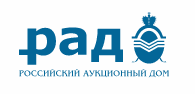 рад
РОССИЙСКИЙ АУКЦИОННЫЙ ДОМ